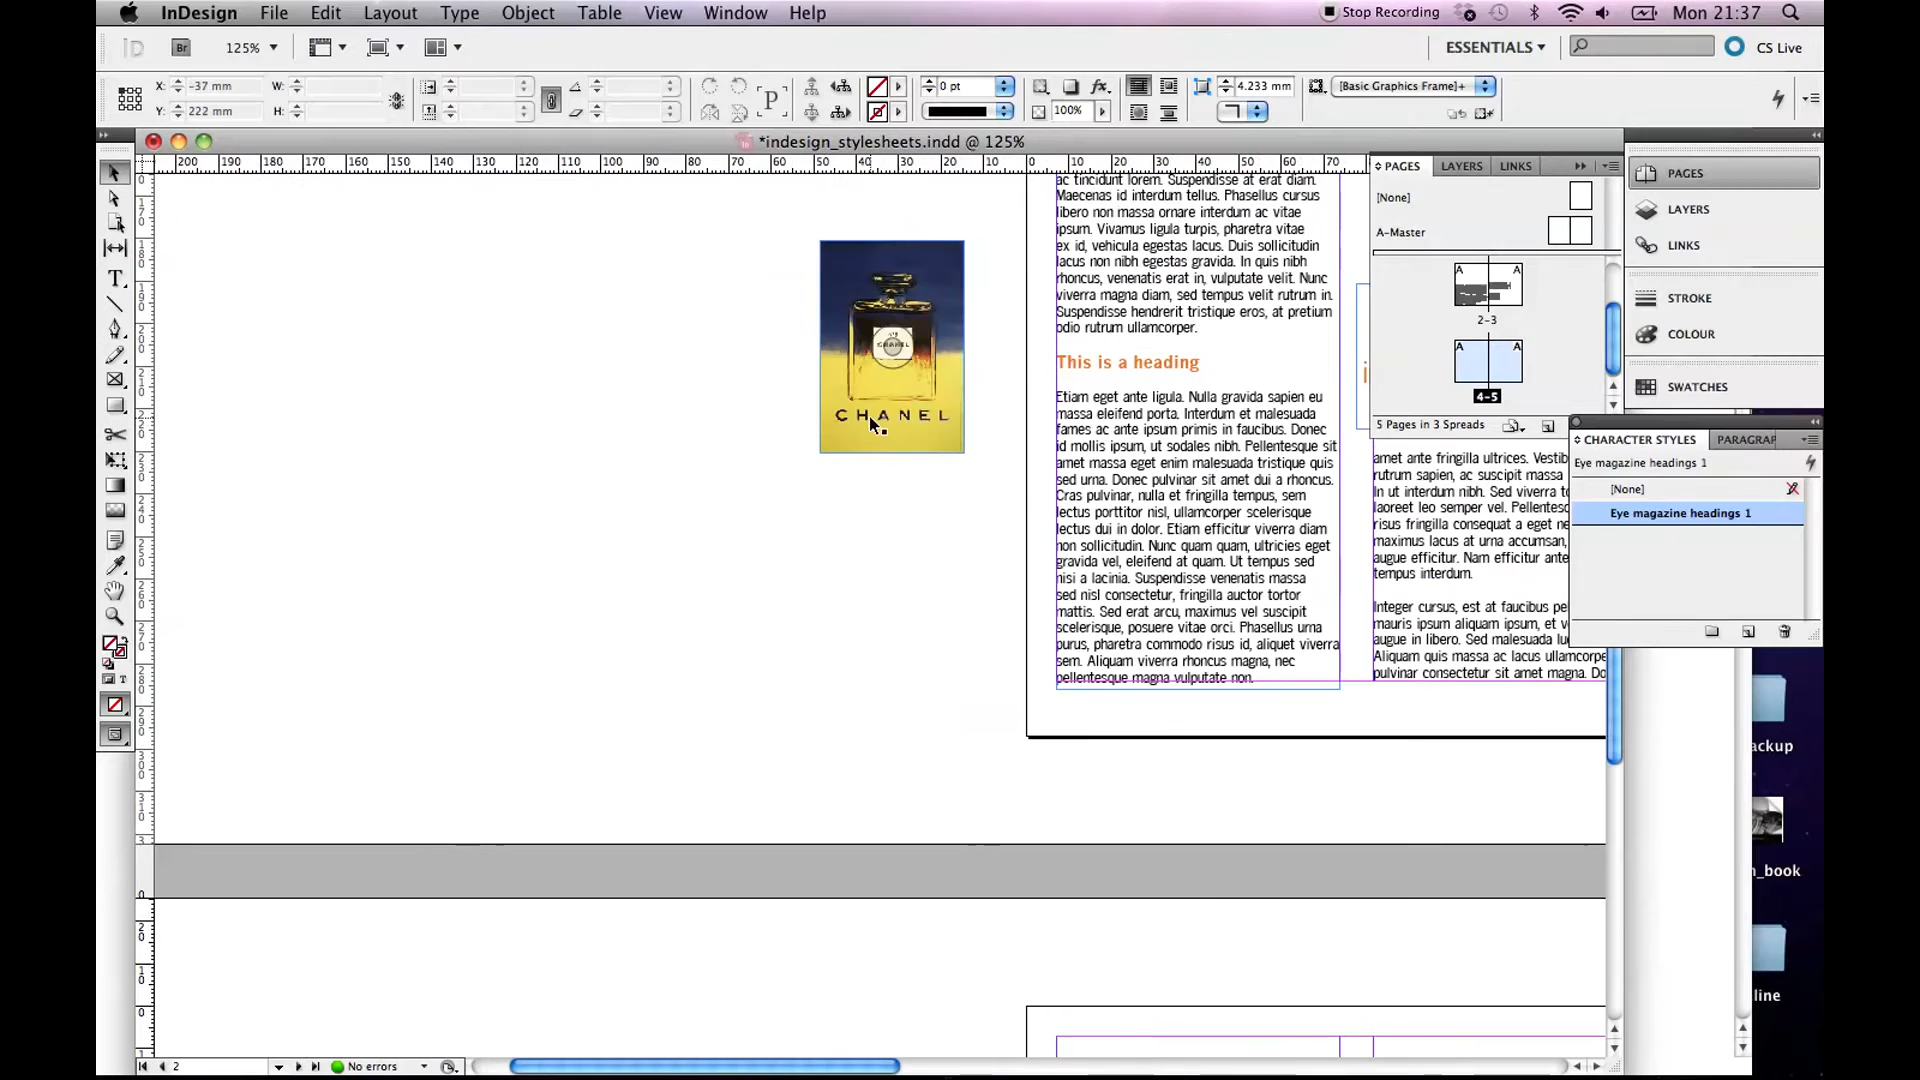 InDesign File Edit Layout Type Object Table View Window Help Stop Recording Mon 21:37
Br 125% ESSENTIALS CS Live
X: -37 mm W: 0 pt 4.233 mm [Basic Graphics Frame]+
Y: 222 mm H: 100%
*indesign_stylesheets.indd @ 125%
200 190 180 170 160 150 140 130 120 110 100 90 80 70 60 50 40 30 20 10 0 10 20 30 40 50 60 70
ac tincidunt lorem. Suspendisse at erat diam.
Maecenas id interdum tellus. Phasellus cursus
libero non massa ornare interdum ac vitae
ipsum. Vivamus ligula turpis, pharetra vitae
ex id, vehicula egestas lacus. Duis sollicitudin
lacus non nibh egestas gravida. In quis nibh
rhoncus, venenatis erat in, vulputate velit. Nunc
viverra magna diam, sed tempus velit rutrum in.
Suspendisse hendrerit tristique eros, at pretium
odio rutrum ullamcorper.
This is a heading
Etiam eget ante ligula. Nulla gravida sapien eu
massa eleifend porta. Interdum et malesuada
fames ac ante ipsum primis in faucibus. Donec
id mollis ipsum, ut sodales nibh. Pellentesque sit
amet massa eget enim malesuada tristique quis
sed urna. Donec pulvinar sit amet dui a rhoncus.
Cras pulvinar, nulla et fringilla tempus, sem
lectus porttitor nisl, ullamcorper scelerisque
lectus dui in dolor. Etiam efficitur viverra diam
non sollicitudin. Nunc quam quam, ultricies eget
gravida vel, eleifend at quam. Ut tempus sed
nisi a lacinia. Suspendisse venenatis massa
sed nisl consectetur, fringilla auctor tortor
mattis. Sed erat arcu, maximus vel suscipit
scelerisque, posuere vitae orci. Phasellus urna
purus, pharetra commodo risus id, aliquet viverra
sem. Aliquam viverra rhoncus magna, nec
pellentesque magna vulputate non.
CHANEL
CHANEL
amet ante fringilla ultrices. Vestib
rutrum sapien, ac suscipit massa
In ut interdum nibh. Sed viverra to
laoreet leo semper vel. Pellentesq
risus fringilla consequat a eget ne
maximus lacus at urna accumsan,
augue efficitur. Nam efficitur ante
tempus interdum.
Integer cursus, est at faucibus pe
mauris ipsum aliquam ipsum, et v
augue in libero. Sed malesuada lu
Aliquam quis massa ac lacus ullamcorpe
pulvinar consectetur sit amet magna. Do
PAGES LAYERS LINKS
[None]
A-Master
A A
2-3
A A
4-5
5 Pages in 3 Spreads
PAGES
LAYERS
LINKS
STROKE
COLOUR
SWATCHES
CHARACTER STYLES PARAGRAP
Eye magazine headings 1
[None]
Eye magazine headings 1
ackup
_book
line
2 No errors